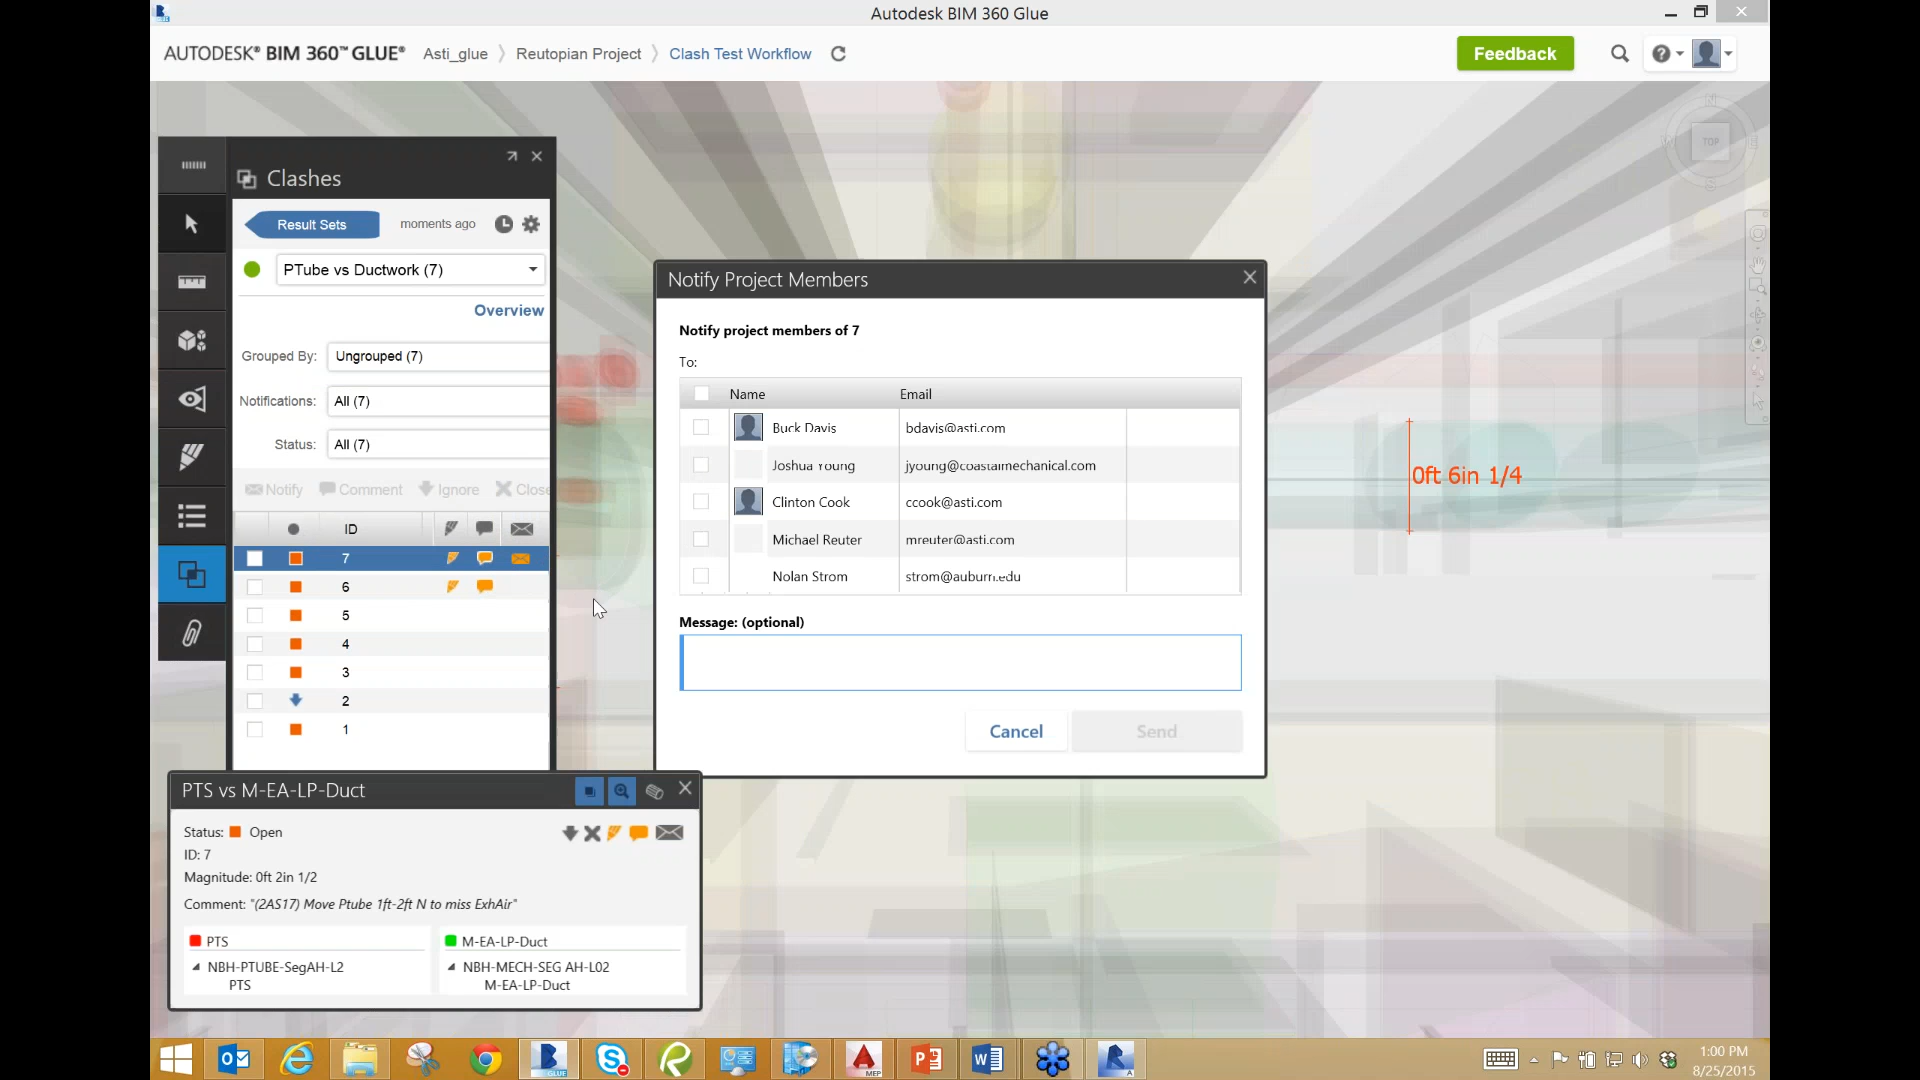 Autodesk BIM 360 Glue
AUTODESK® BIM 360™ GLUE®
Asti_glue
Reutopian Project
Clash Test Workflow
Feedback
TOP
Clashes
Result Sets
moments ago
PTube vs Ductwork (7)
Overview
Grouped By:
Ungrouped (7)
Notifications:
All (7)
Status:
All (7)
Notify
Comment
Ignore
Close
ID
7
6
5
4
3
2
1
Notify Project Members
Notify project members of 7
To:
Name
Email
Buck Davis
bdavis@asti.com
Joshua Young
jyoung@coastalmechanical.com
Clinton Cook
ccook@asti.com
Michael Reuter
mreuter@asti.com
Nolan Strom
strom@auburn.edu
Message: (optional)
Cancel
Send
0ft 6in 1/4
PTS vs M-EA-LP-Duct
Status:
Open
ID: 7
Magnitude: 0ft 2in 1/2
Comment: "(2AS17) Move Ptube 1ft-2ft N to miss ExhAir"
PTS
NBH-PTUBE-SegAH-L2
PTS
M-EA-LP-Duct
NBH-MECH-SEG AH-L02
M-EA-LP-Duct
GLUE
MEP
1:00 PM
8/25/2015